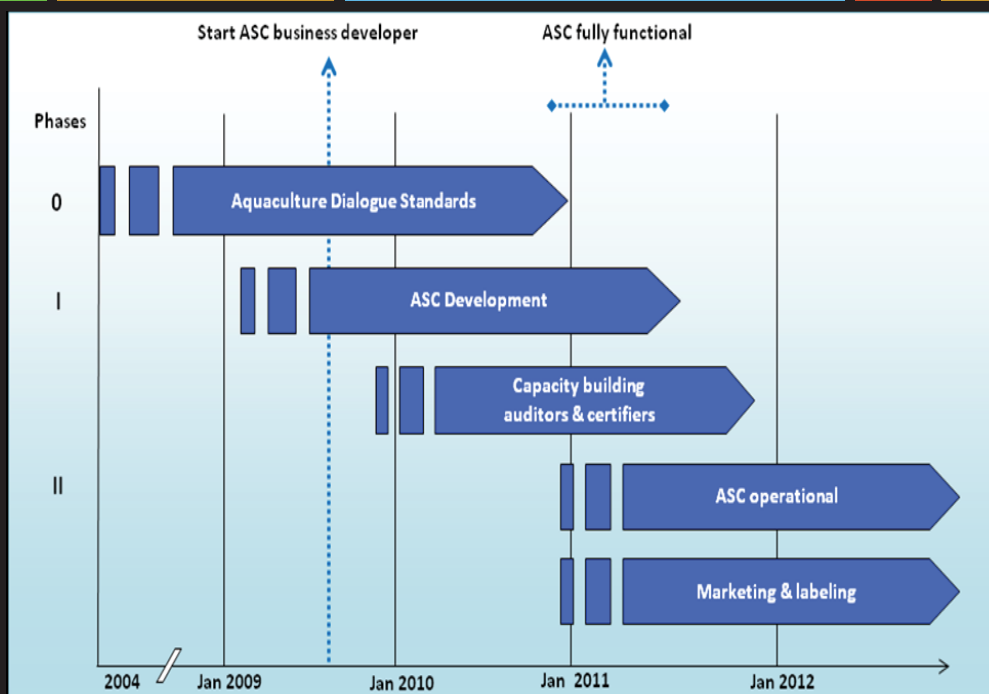 Start ASC business developer
ASC fully functional
Phases
0
Aquaculture Dialogue Standards
I
ASC Development
Capacity building
auditors & certifiers
II
ASC operational
Marketing & labeling
2004
Jan 2009
Jan 2010
Jan 2011
Jan 2012